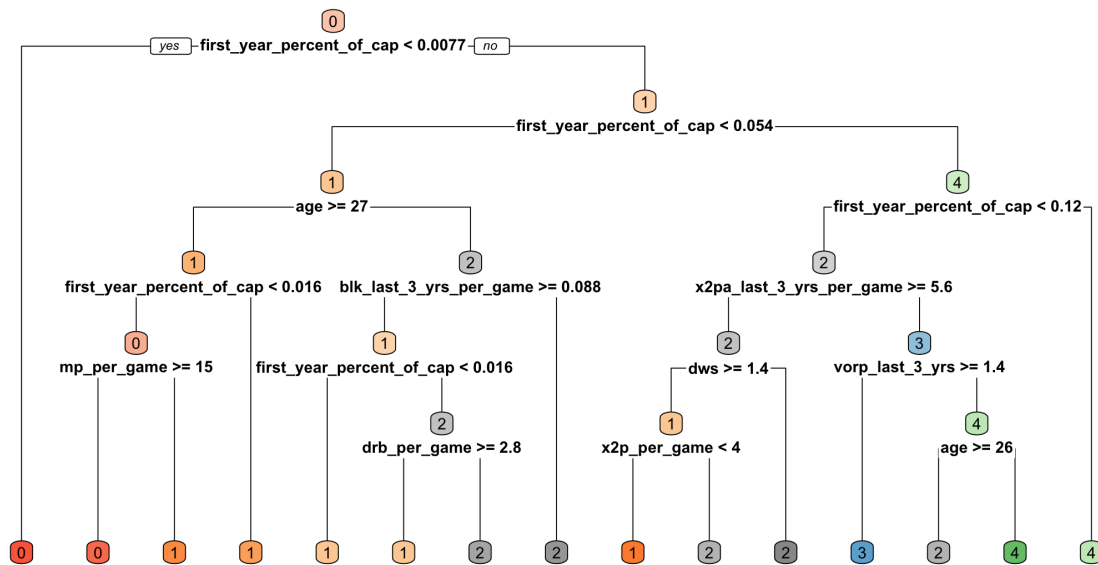 0
yes first_year_percent_of_cap < 0.0077 no
1
first_year_percent_of_cap < 0.054
1 4
age >= 27 first_year_percent_of_cap < 0.12
1 2 2
first_year_percent_of_cap < 0.016 blk_last_3_yrs_per_game >= 0.088 x2pa_last_3_yrs_per_game >= 5.6
0 1 2 3
mp_per_game >= 15 first_year_percent_of_cap < 0.016 dws >= 1.4 vorp_last_3_yrs >= 1.4
2 1 4
drb_per_game >= 2.8 x2p_per_game < 4 age >= 26
0 0 1 1 1 1 2 2 1 2 2 3 2 4 4